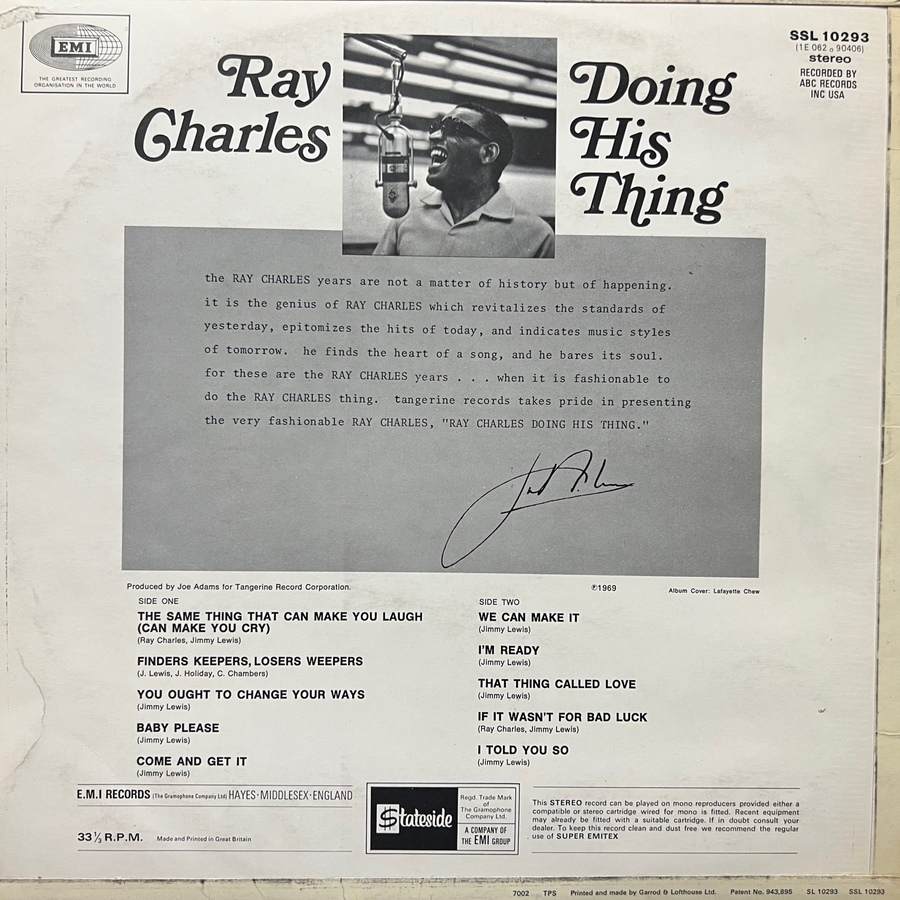 EMI
THE GREATEST RECORDING
ORGANISATION IN THE WORLD
Ray
Charles
Doing
His
Thing
SSL 10293
(1E 062 o 90406)
stereo
RECORDED BY
ABC RECORDS
INC USA
the RAY CHARLES years are not a matter of history but of happening.
it is the genius of RAY CHARLES which revitalizes the standards of
yesterday, epitomizes the hits of today, and indicates music styles
of tomorrow. he finds the heart of a song, and he bares its soul.
for these are the RAY CHARLES years . . . when it is fashionable to
do the RAY CHARLES thing. tangerine records takes pride in presenting
the very fashionable RAY CHARLES, "RAY CHARLES DOING HIS THING."
Produced by Joe Adams for Tangerine Record Corporation.
℗1969
Album Cover: Lafayette Chew
SIDE ONE
THE SAME THING THAT CAN MAKE YOU LAUGH
(CAN MAKE YOU CRY)
(Ray Charles, Jimmy Lewis)
FINDERS KEEPERS, LOSERS WEEPERS
(J. Lewis, J. Holiday, C. Chambers)
YOU OUGHT TO CHANGE YOUR WAYS
(Jimmy Lewis)
BABY PLEASE
(Jimmy Lewis)
COME AND GET IT
(Jimmy Lewis)
SIDE TWO
WE CAN MAKE IT
(Jimmy Lewis)
I'M READY
(Jimmy Lewis)
THAT THING CALLED LOVE
(Jimmy Lewis)
IF IT WASN'T FOR BAD LUCK
(Ray Charles, Jimmy Lewis)
I TOLD YOU SO
(Jimmy Lewis)
E.M.I RECORDS (The Gramophone Company Ltd) HAYES·MIDDLESEX·ENGLAND
33⅓ R.P.M. Made and Printed in Great Britain
Stateside
Regd. Trade Mark
of
The Gramophone
Company Ltd.
A COMPANY OF
THE EMI GROUP
This STEREO record can be played on mono reproducers provided either a
compatible or stereo cartridge wired for mono is fitted. Recent equipment
may already be fitted with a suitable cartridge. If in doubt consult your
dealer. To keep this record clean and dust free we recommend the regular
use of SUPER EMITEX
7002 TPS Printed and made by Garrod & Lofthouse Ltd. Patent No. 943,895 SL 10293 SSL 10293